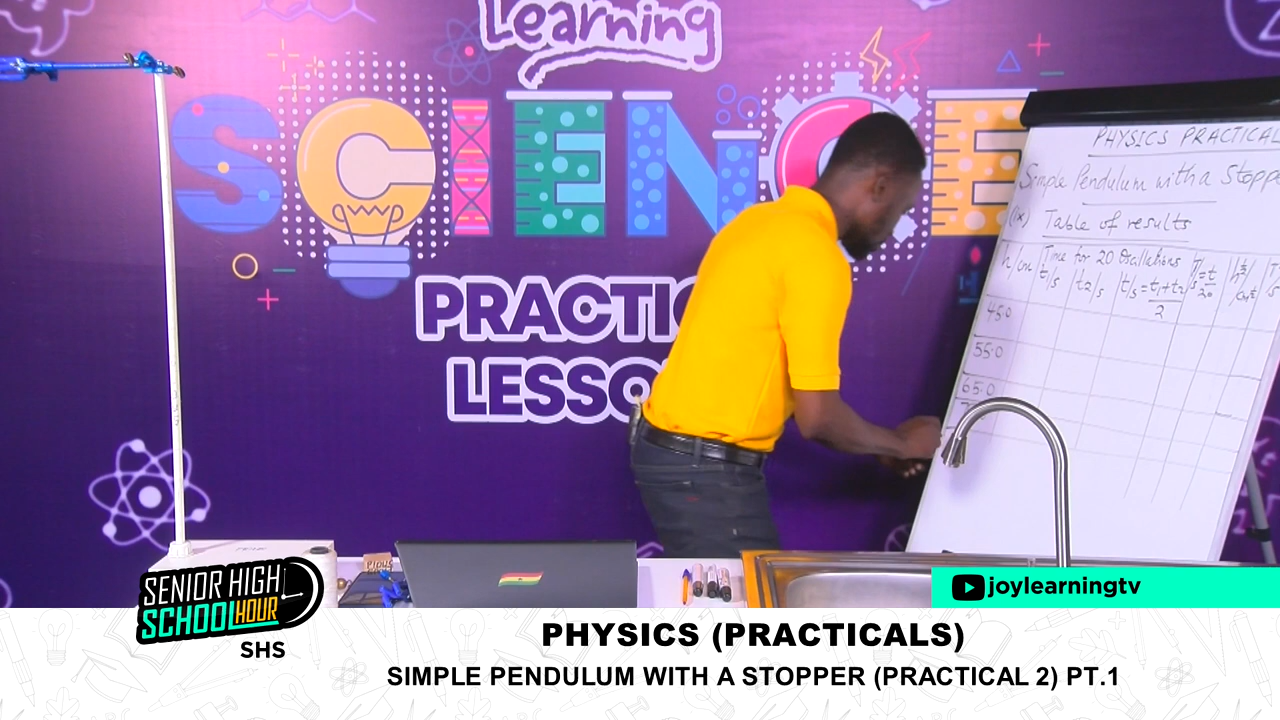 Learning
SCIENCE
PRACTIC
LESSO
PHYSICS PRACTICAL
Simple Pendulum with a Stoppe
(ix) Table of results
h/cm
Time for 20 Oscillations
t1/s t2/s t/s = t1+t2
2
T/s = t
20
45.0
55.0
65.0
SENIOR HIGH
SCHOOL HOUR
SHS
joylearningtv
PHYSICS (PRACTICALS)
SIMPLE PENDULUM WITH A STOPPER (PRACTICAL 2) PT.1